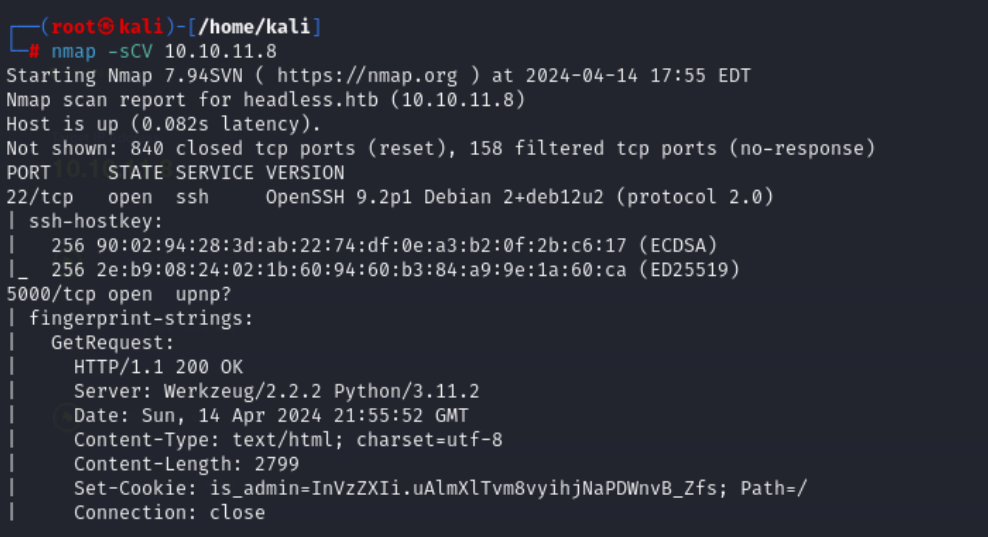 ┌──(root㉿kali)-[/home/kali]
└─# nmap -sCV 10.10.11.8
Starting Nmap 7.94SVN ( https://nmap.org ) at 2024-04-14 17:55 EDT
Nmap scan report for headless.htb (10.10.11.8)
Host is up (0.082s latency).
Not shown: 840 closed tcp ports (reset), 158 filtered tcp ports (no-response)
PORT     STATE SERVICE VERSION
22/tcp   open  ssh     OpenSSH 9.2p1 Debian 2+deb12u2 (protocol 2.0)
| ssh-hostkey:
|   256 90:02:94:28:3d:ab:22:74:df:0e:a3:b2:0f:2b:c6:17 (ECDSA)
|_  256 2e:b9:08:24:02:1b:60:94:60:b3:84:a9:9e:1a:60:ca (ED25519)
5000/tcp open  upnp?
| fingerprint-strings:
|   GetRequest:
|     HTTP/1.1 200 OK
|     Server: Werkzeug/2.2.2 Python/3.11.2
|     Date: Sun, 14 Apr 2024 21:55:52 GMT
|     Content-Type: text/html; charset=utf-8
|     Content-Length: 2799
|     Set-Cookie: is_admin=InVzZXIi.uAlmXlTvm8vyihjNaPDWnvB_Zfs; Path=/
|     Connection: close